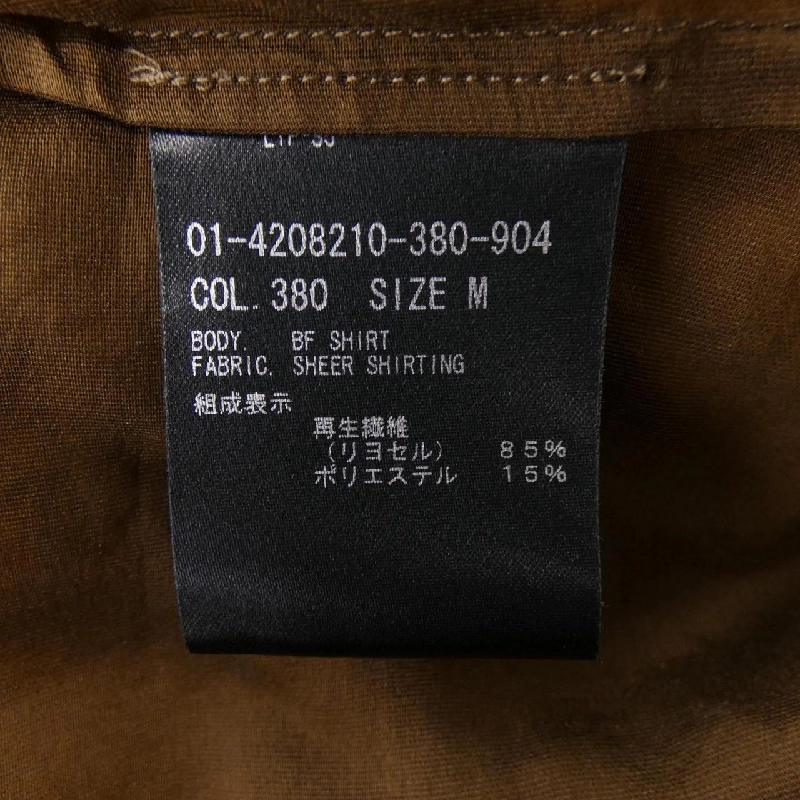 01-4208210-380-904
COL. 380 SIZE M
BODY. BF SHIRT
FABRIC. SHEER SHIRTING
組成表示
再生繊維
(リヨセル) 85%
ポリエステル 15%